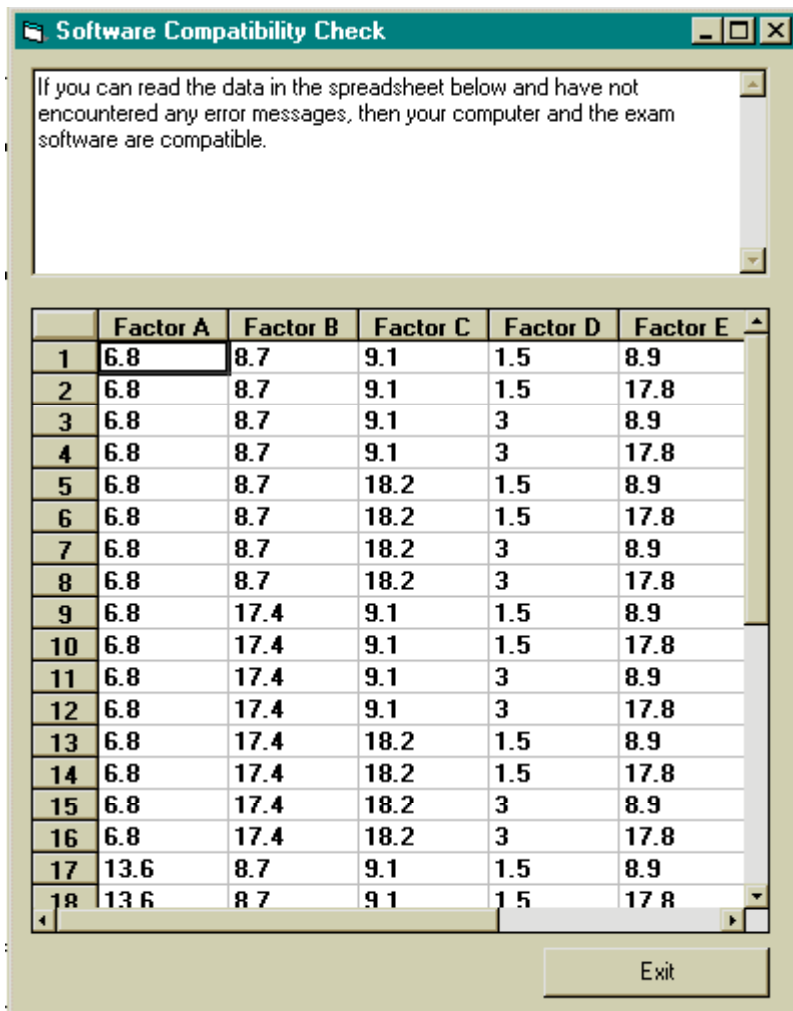 Software Compatibility Check
If you can read the data in the spreadsheet below and have not
encountered any error messages, then your computer and the exam
software are compatible.
Factor A Factor B Factor C Factor D Factor E
1 6.8 8.7 9.1 1.5 8.9
2 6.8 8.7 9.1 1.5 17.8
3 6.8 8.7 9.1 3 8.9
4 6.8 8.7 9.1 3 17.8
5 6.8 8.7 18.2 1.5 8.9
6 6.8 8.7 18.2 1.5 17.8
7 6.8 8.7 18.2 3 8.9
8 6.8 8.7 18.2 3 17.8
9 6.8 17.4 9.1 1.5 8.9
10 6.8 17.4 9.1 1.5 17.8
11 6.8 17.4 9.1 3 8.9
12 6.8 17.4 9.1 3 17.8
13 6.8 17.4 18.2 1.5 8.9
14 6.8 17.4 18.2 1.5 17.8
15 6.8 17.4 18.2 3 8.9
16 6.8 17.4 18.2 3 17.8
17 13.6 8.7 9.1 1.5 8.9
18 13.6 8.7 9.1 1.5 17.8
Exit